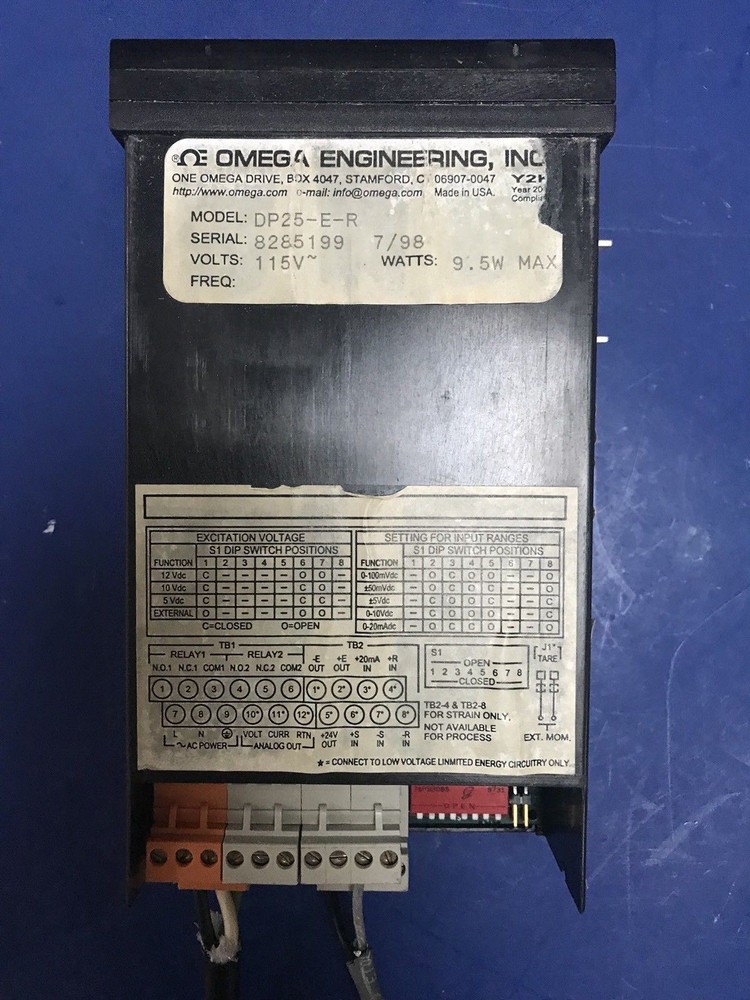 ®Ω OMEGA ENGINEERING, INC
ONE OMEGA DRIVE, BOX 4047, STAMFORD, C 06907-0047
http://www.omega.com e-mail: info@omega.com Made in USA.
Y2
Year 20
Complia
MODEL: DP25-E-R
SERIAL: 8285199 7/98
VOLTS: 115V~ WATTS: 9.5W MAX
FREQ:
EXCITATION VOLTAGE
S1 DIP SWITCH POSITIONS
FUNCTION 1 2 3 4 5 6 7 8
12 Vdc C - - - - O O -
10 Vdc C - - - - C O -
5 Vdc C - - - - C C -
EXTERNAL O - - - - O O -
C=CLOSED O=OPEN
SETTING FOR INPUT RANGES
S1 DIP SWITCH POSITIONS
FUNCTION 1 2 3 4 5 6 7 8
0-100mVdc
±50mVdc
±5Vdc
0-10Vdc
0-20mAdc
TB1 TB2
RELAY1 RELAY2
N.O.1 N.C.1 COM1 N.O.2 N.C.2 COM2
-E OUT +E OUT +20mA IN +R IN
1 2 3 4 5 6 1* 2* 3* 4*
7 8 9 10* 11* 12* 5* 6* 7* 8*
L N VOLT CURR RTN
+24V OUT +S IN -S IN -R IN
~AC POWER ANALOG OUT
S1
OPEN
1 2 3 4 5 6 7 8
CLOSED
J1*
TARE
EXT. MOM.
TB2-4 & TB2-8
FOR STRAIN ONLY.
NOT AVAILABLE
FOR PROCESS
* = CONNECT TO LOW VOLTAGE LINMITED ENERGY CIRCUITRY ONLY
OPEN